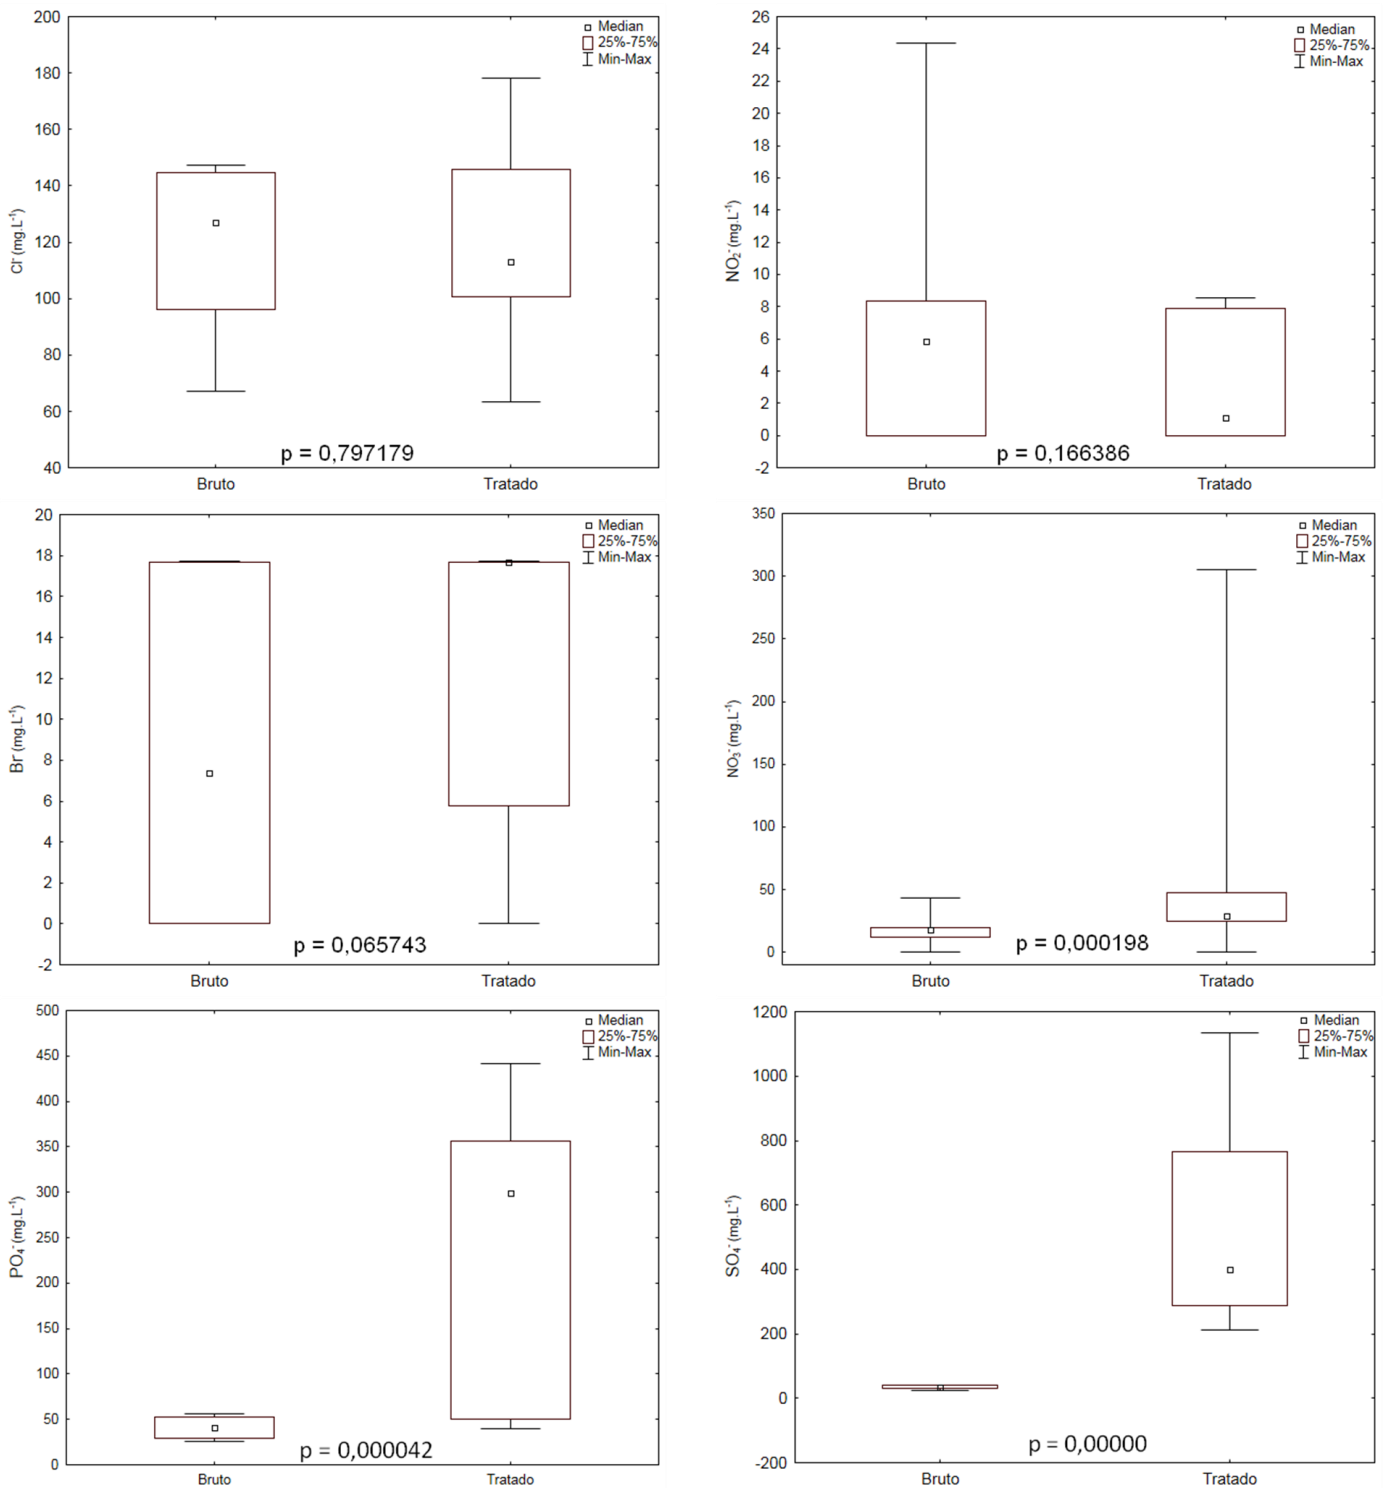 200
180
160
140
120
100
80
60
40
Cl⁻ (mg.L⁻¹)
Median
25%-75%
Min-Max
p = 0,797179
Bruto Tratado
26
24
22
20
18
16
14
12
10
8
6
4
2
0
-2
NO₂⁻ (mg.L⁻¹)
Median
25%-75%
Min-Max
p = 0,166386
Bruto Tratado
20
18
16
14
12
10
8
6
4
2
0
-2
Br⁻ (mg.L⁻¹)
Median
25%-75%
Min-Max
p = 0,065743
Bruto Tratado
350
300
250
200
150
100
50
0
NO₃⁻ (mg.L⁻¹)
Median
25%-75%
Min-Max
p = 0,000198
Bruto Tratado
500
450
400
350
300
250
200
150
100
50
0
PO₄⁻ (mg.L⁻¹)
Median
25%-75%
Min-Max
p = 0,000042
Bruto Tratado
1200
1000
800
600
400
200
0
-200
SO₄⁻ (mg.L⁻¹)
Median
25%-75%
Min-Max
p = 0,00000
Bruto Tratado